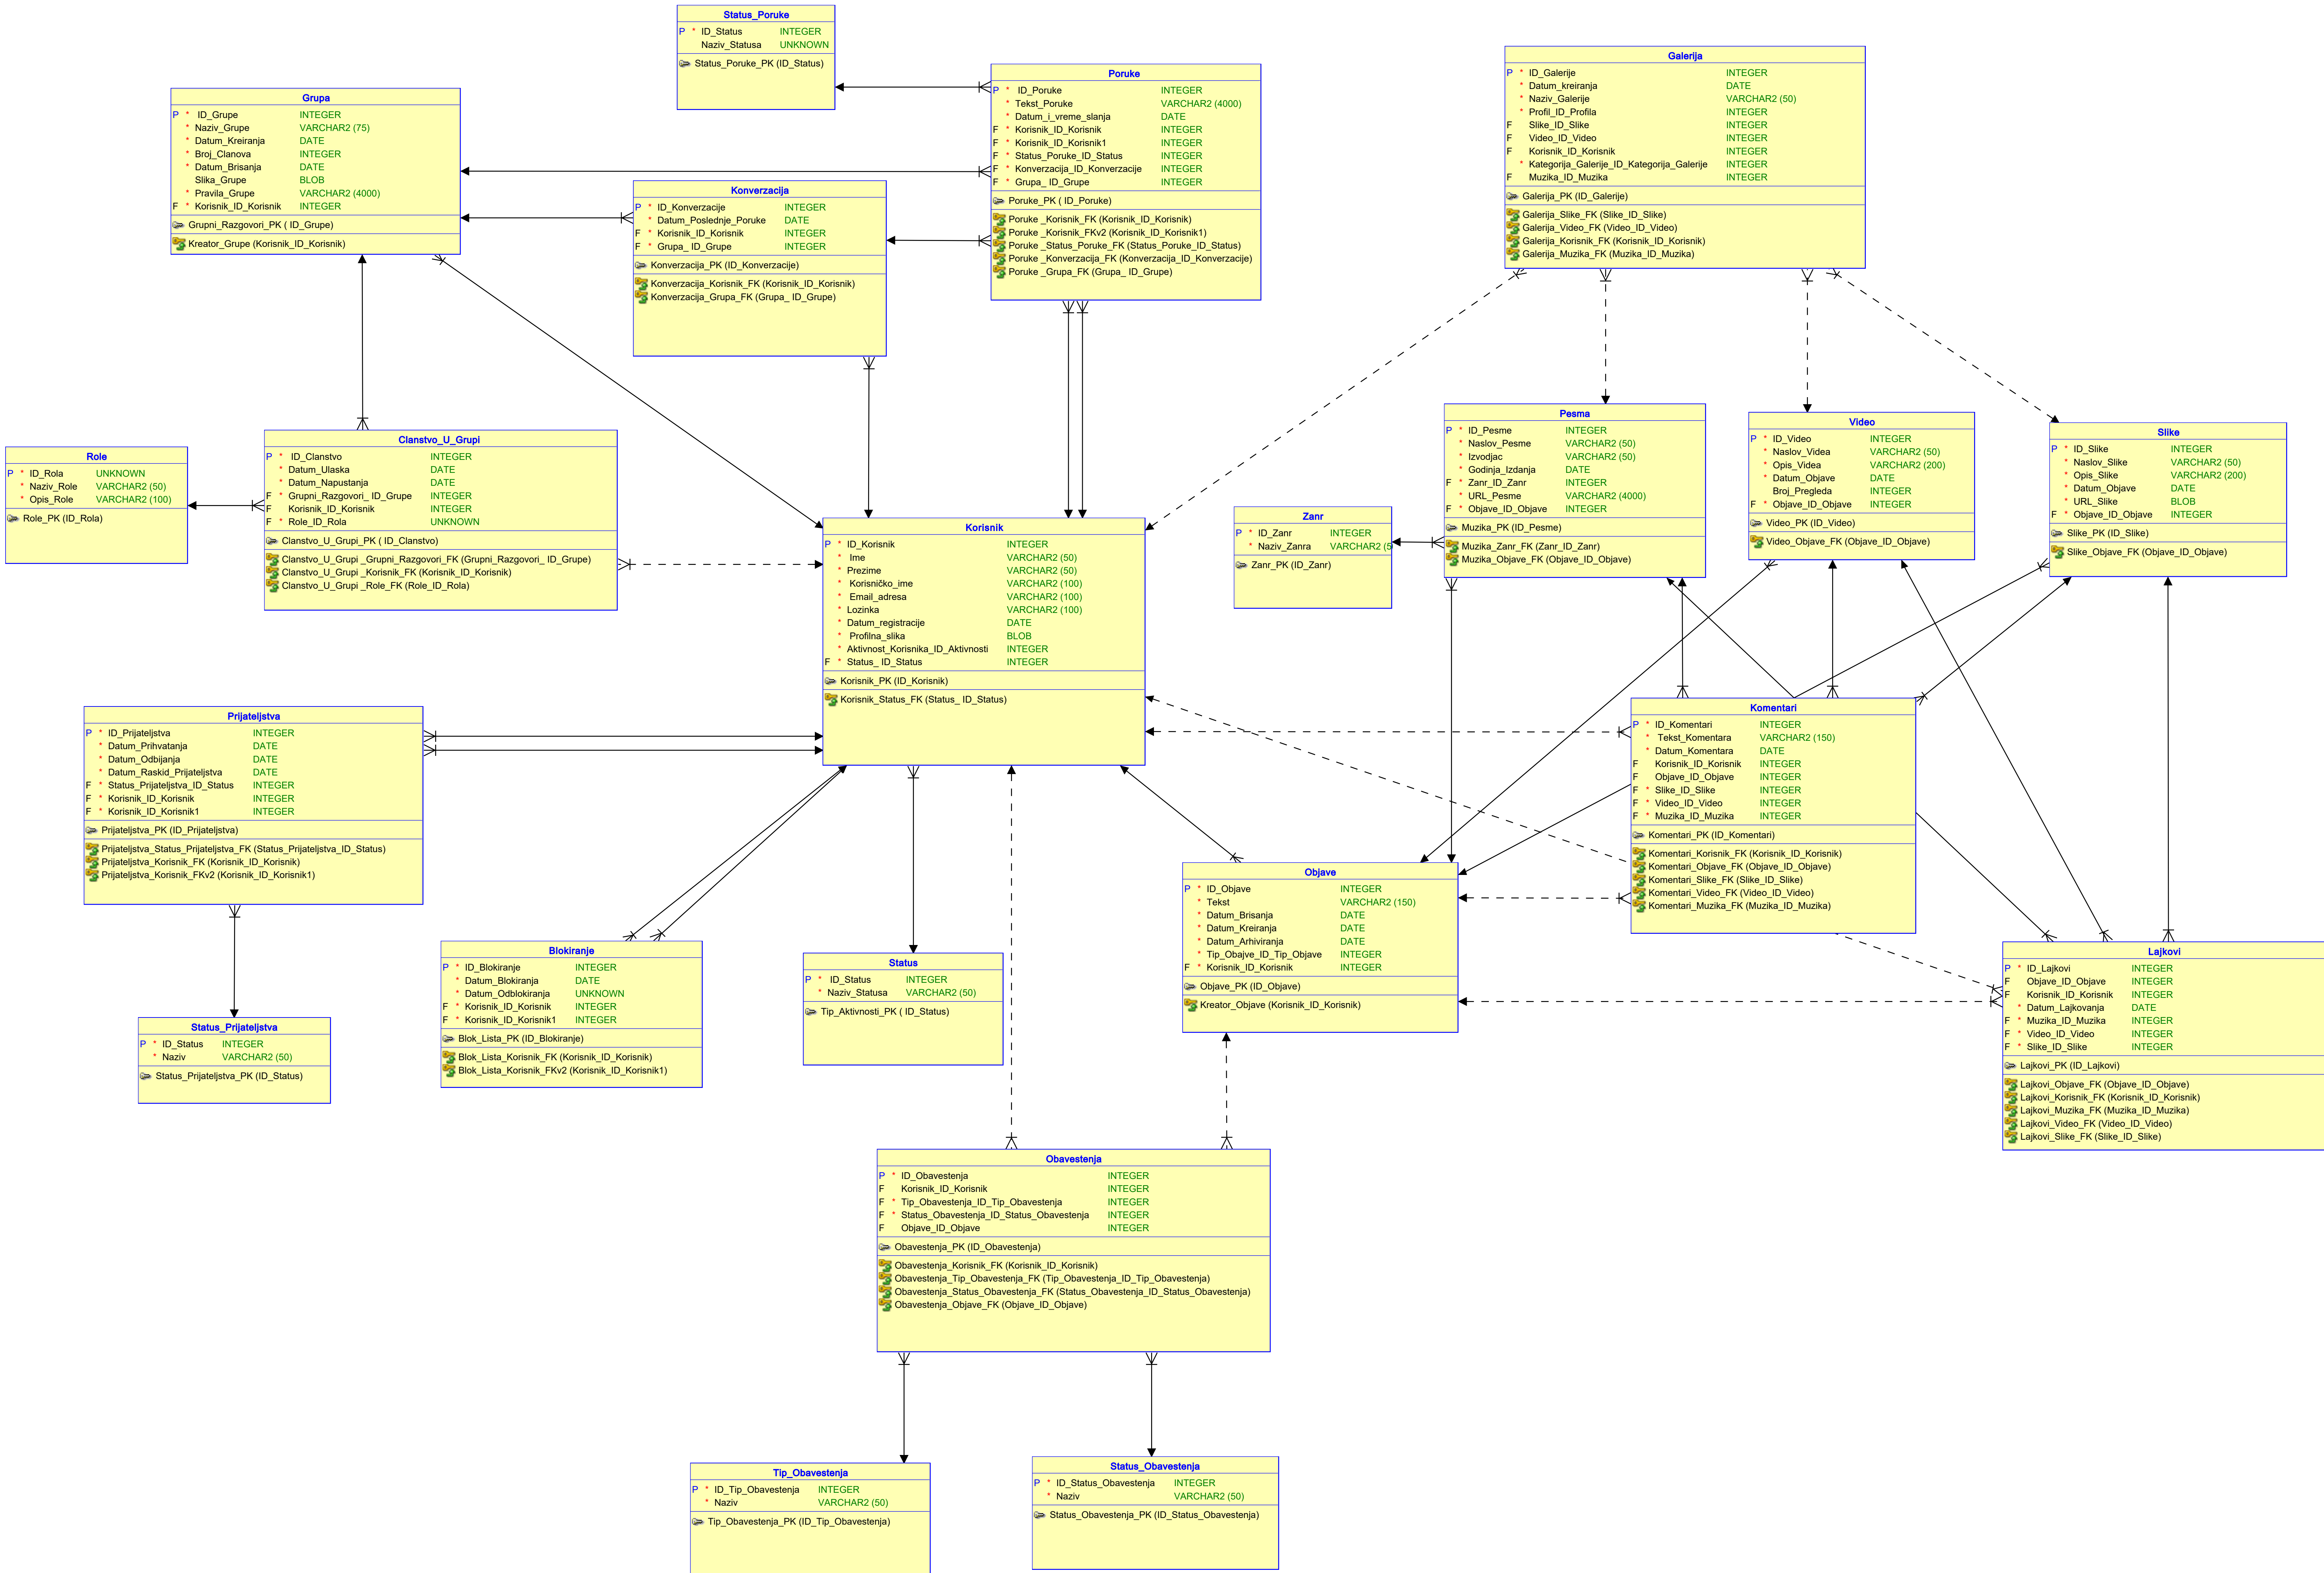 Status_Poruke
P * ID_Status INTEGER
Naziv_Statusa UNKNOWN
Status_Poruke_PK (ID_Status)
Poruke
P * ID_Poruke INTEGER
* Tekst_Poruke VARCHAR2 (4000)
* Datum_i_vreme_slanja DATE
F * Korisnik_ID_Korisnik INTEGER
F * Korisnik_ID_Korisnik1 INTEGER
F * Status_Poruke_ID_Status INTEGER
F * Konverzacija_ID_Konverzacije INTEGER
F * Grupa_ ID_Grupe INTEGER
Poruke_PK ( ID_Poruke)
Poruke _Korisnik_FK (Korisnik_ID_Korisnik)
Poruke _Korisnik_FKv2 (Korisnik_ID_Korisnik1)
Poruke _Status_Poruke_FK (Status_Poruke_ID_Status)
Poruke _Konverzacija_FK (Konverzacija_ID_Konverzacije)
Poruke _Grupa_FK (Grupa_ ID_Grupe)
Galerija
P * ID_Galerije INTEGER
* Datum_kreiranja DATE
* Naziv_Galerije VARCHAR2 (50)
* Profil_ID_Profila INTEGER
F Slike_ID_Slike INTEGER
F Video_ID_Video INTEGER
F Korisnik_ID_Korisnik INTEGER
* Kategorija_Galerije_ID_Kategorija_Galerije INTEGER
F Muzika_ID_Muzika INTEGER
Galerija_PK (ID_Galerije)
Galerija_Slike_FK (Slike_ID_Slike)
Galerija_Video_FK (Video_ID_Video)
Galerija_Korisnik_FK (Korisnik_ID_Korisnik)
Galerija_Muzika_FK (Muzika_ID_Muzika)
Grupa
P * ID_Grupe INTEGER
* Naziv_Grupe VARCHAR2 (75)
* Datum_Kreiranja DATE
* Broj_Clanova INTEGER
* Datum_Brisanja DATE
Slika_Grupe BLOB
* Pravila_Grupe VARCHAR2 (4000)
F * Korisnik_ID_Korisnik INTEGER
Grupni_Razgovori_PK ( ID_Grupe)
Kreator_Grupe (Korisnik_ID_Korisnik)
Konverzacija
P * ID_Konverzacije INTEGER
* Datum_Poslednje_Poruke DATE
F * Korisnik_ID_Korisnik INTEGER
F * Grupa_ ID_Grupe INTEGER
Konverzacija_PK (ID_Konverzacije)
Konverzacija_Korisnik_FK (Korisnik_ID_Korisnik)
Konverzacija_Grupa_FK (Grupa_ ID_Grupe)
Role
P * ID_Rola UNKNOWN
* Naziv_Role VARCHAR2 (50)
* Opis_Role VARCHAR2 (100)
Role_PK (ID_Rola)
Clanstvo_U_Grupi
P * ID_Clanstvo INTEGER
* Datum_Ulaska DATE
* Datum_Napustanja DATE
F * Grupni_Razgovori_ ID_Grupe INTEGER
F Korisnik_ID_Korisnik INTEGER
F * Role_ID_Rola UNKNOWN
Clanstvo_U_Grupi_PK ( ID_Clanstvo)
Clanstvo_U_Grupi _Grupni_Razgovori_FK (Grupni_Razgovori_ ID_Grupe)
Clanstvo_U_Grupi _Korisnik_FK (Korisnik_ID_Korisnik)
Clanstvo_U_Grupi _Role_FK (Role_ID_Rola)
Korisnik
P * ID_Korisnik INTEGER
* Ime VARCHAR2 (50)
* Prezime VARCHAR2 (50)
* Korisničko_ime VARCHAR2 (100)
* Email_adresa VARCHAR2 (100)
* Lozinka VARCHAR2 (100)
* Datum_registracije DATE
* Profilna_slika BLOB
* Aktivnost_Korisnika_ID_Aktivnosti INTEGER
F * Status_ ID_Status INTEGER
Korisnik_PK (ID_Korisnik)
Korisnik_Status_FK (Status_ ID_Status)
Zanr
P * ID_Zanr INTEGER
* Naziv_Zanra VARCHAR2 (5
Zanr_PK (ID_Zanr)
Pesma
P * ID_Pesme INTEGER
* Naslov_Pesme VARCHAR2 (50)
* Izvodjac VARCHAR2 (50)
* Godinja_Izdanja DATE
F * Zanr_ID_Zanr INTEGER
* URL_Pesme VARCHAR2 (4000)
F * Objave_ID_Objave INTEGER
Muzika_PK (ID_Pesme)
Muzika_Zanr_FK (Zanr_ID_Zanr)
Muzika_Objave_FK (Objave_ID_Objave)
Video
P * ID_Video INTEGER
* Naslov_Videa VARCHAR2 (50)
* Opis_Videa VARCHAR2 (200)
* Datum_Objave DATE
Broj_Pregleda INTEGER
F * Objave_ID_Objave INTEGER
Video_PK (ID_Video)
Video_Objave_FK (Objave_ID_Objave)
Slike
P * ID_Slike INTEGER
* Naslov_Slike VARCHAR2 (50)
* Opis_Slike VARCHAR2 (200)
* Datum_Objave DATE
* URL_Slike BLOB
F * Objave_ID_Objave INTEGER
Slike_PK (ID_Slike)
Slike_Objave_FK (Objave_ID_Objave)
Prijateljstva
P * ID_Prijateljstva INTEGER
* Datum_Prihvatanja DATE
* Datum_Odbijanja DATE
* Datum_Raskid_Prijateljstva DATE
F * Status_Prijateljstva_ID_Status INTEGER
F * Korisnik_ID_Korisnik INTEGER
F * Korisnik_ID_Korisnik1 INTEGER
Prijateljstva_PK (ID_Prijateljstva)
Prijateljstva_Status_Prijateljstva_FK (Status_Prijateljstva_ID_Status)
Prijateljstva_Korisnik_FK (Korisnik_ID_Korisnik)
Prijateljstva_Korisnik_FKv2 (Korisnik_ID_Korisnik1)
Komentari
P * ID_Komentari INTEGER
* Tekst_Komentara VARCHAR2 (150)
* Datum_Komentara DATE
F Korisnik_ID_Korisnik INTEGER
F Objave_ID_Objave INTEGER
F * Slike_ID_Slike INTEGER
F * Video_ID_Video INTEGER
F * Muzika_ID_Muzika INTEGER
Komentari_PK (ID_Komentari)
Komentari_Korisnik_FK (Korisnik_ID_Korisnik)
Komentari_Objave_FK (Objave_ID_Objave)
Komentari_Slike_FK (Slike_ID_Slike)
Komentari_Video_FK (Video_ID_Video)
Komentari_Muzika_FK (Muzika_ID_Muzika)
Objave
P * ID_Objave INTEGER
* Tekst VARCHAR2 (150)
* Datum_Brisanja DATE
* Datum_Kreiranja DATE
* Datum_Arhiviranja DATE
* Tip_Obajve_ID_Tip_Objave INTEGER
F * Korisnik_ID_Korisnik INTEGER
Objave_PK (ID_Objave)
Kreator_Objave (Korisnik_ID_Korisnik)
Blokiranje
P * ID_Blokiranje INTEGER
* Datum_Blokiranja DATE
* Datum_Odblokiranja UNKNOWN
F * Korisnik_ID_Korisnik INTEGER
F * Korisnik_ID_Korisnik1 INTEGER
Blok_Lista_PK (ID_Blokiranje)
Blok_Lista_Korisnik_FK (Korisnik_ID_Korisnik)
Blok_Lista_Korisnik_FKv2 (Korisnik_ID_Korisnik1)
Status
P * ID_Status INTEGER
* Naziv_Statusa VARCHAR2 (50)
Tip_Aktivnosti_PK ( ID_Status)
Lajkovi
P * ID_Lajkovi INTEGER
F Objave_ID_Objave INTEGER
F Korisnik_ID_Korisnik INTEGER
* Datum_Lajkovanja DATE
F * Muzika_ID_Muzika INTEGER
F * Video_ID_Video INTEGER
F * Slike_ID_Slike INTEGER
Lajkovi_PK (ID_Lajkovi)
Lajkovi_Objave_FK (Objave_ID_Objave)
Lajkovi_Korisnik_FK (Korisnik_ID_Korisnik)
Lajkovi_Muzika_FK (Muzika_ID_Muzika)
Lajkovi_Video_FK (Video_ID_Video)
Lajkovi_Slike_FK (Slike_ID_Slike)
Status_Prijateljstva
P * ID_Status INTEGER
* Naziv VARCHAR2 (50)
Status_Prijateljstva_PK (ID_Status)
Obavestenja
P * ID_Obavestenja INTEGER
F Korisnik_ID_Korisnik INTEGER
F * Tip_Obavestenja_ID_Tip_Obavestenja INTEGER
F * Status_Obavestenja_ID_Status_Obavestenja INTEGER
F Objave_ID_Objave INTEGER
Obavestenja_PK (ID_Obavestenja)
Obavestenja_Korisnik_FK (Korisnik_ID_Korisnik)
Obavestenja_Tip_Obavestenja_FK (Tip_Obavestenja_ID_Tip_Obavestenja)
Obavestenja_Status_Obavestenja_FK (Status_Obavestenja_ID_Status_Obavestenja)
Obavestenja_Objave_FK (Objave_ID_Objave)
Tip_Obavestenja
P * ID_Tip_Obavestenja INTEGER
* Naziv VARCHAR2 (50)
Tip_Obavestenja_PK (ID_Tip_Obavestenja)
Status_Obavestenja
P * ID_Status_Obavestenja INTEGER
* Naziv VARCHAR2 (50)
Status_Obavestenja_PK (ID_Status_Obavestenja)